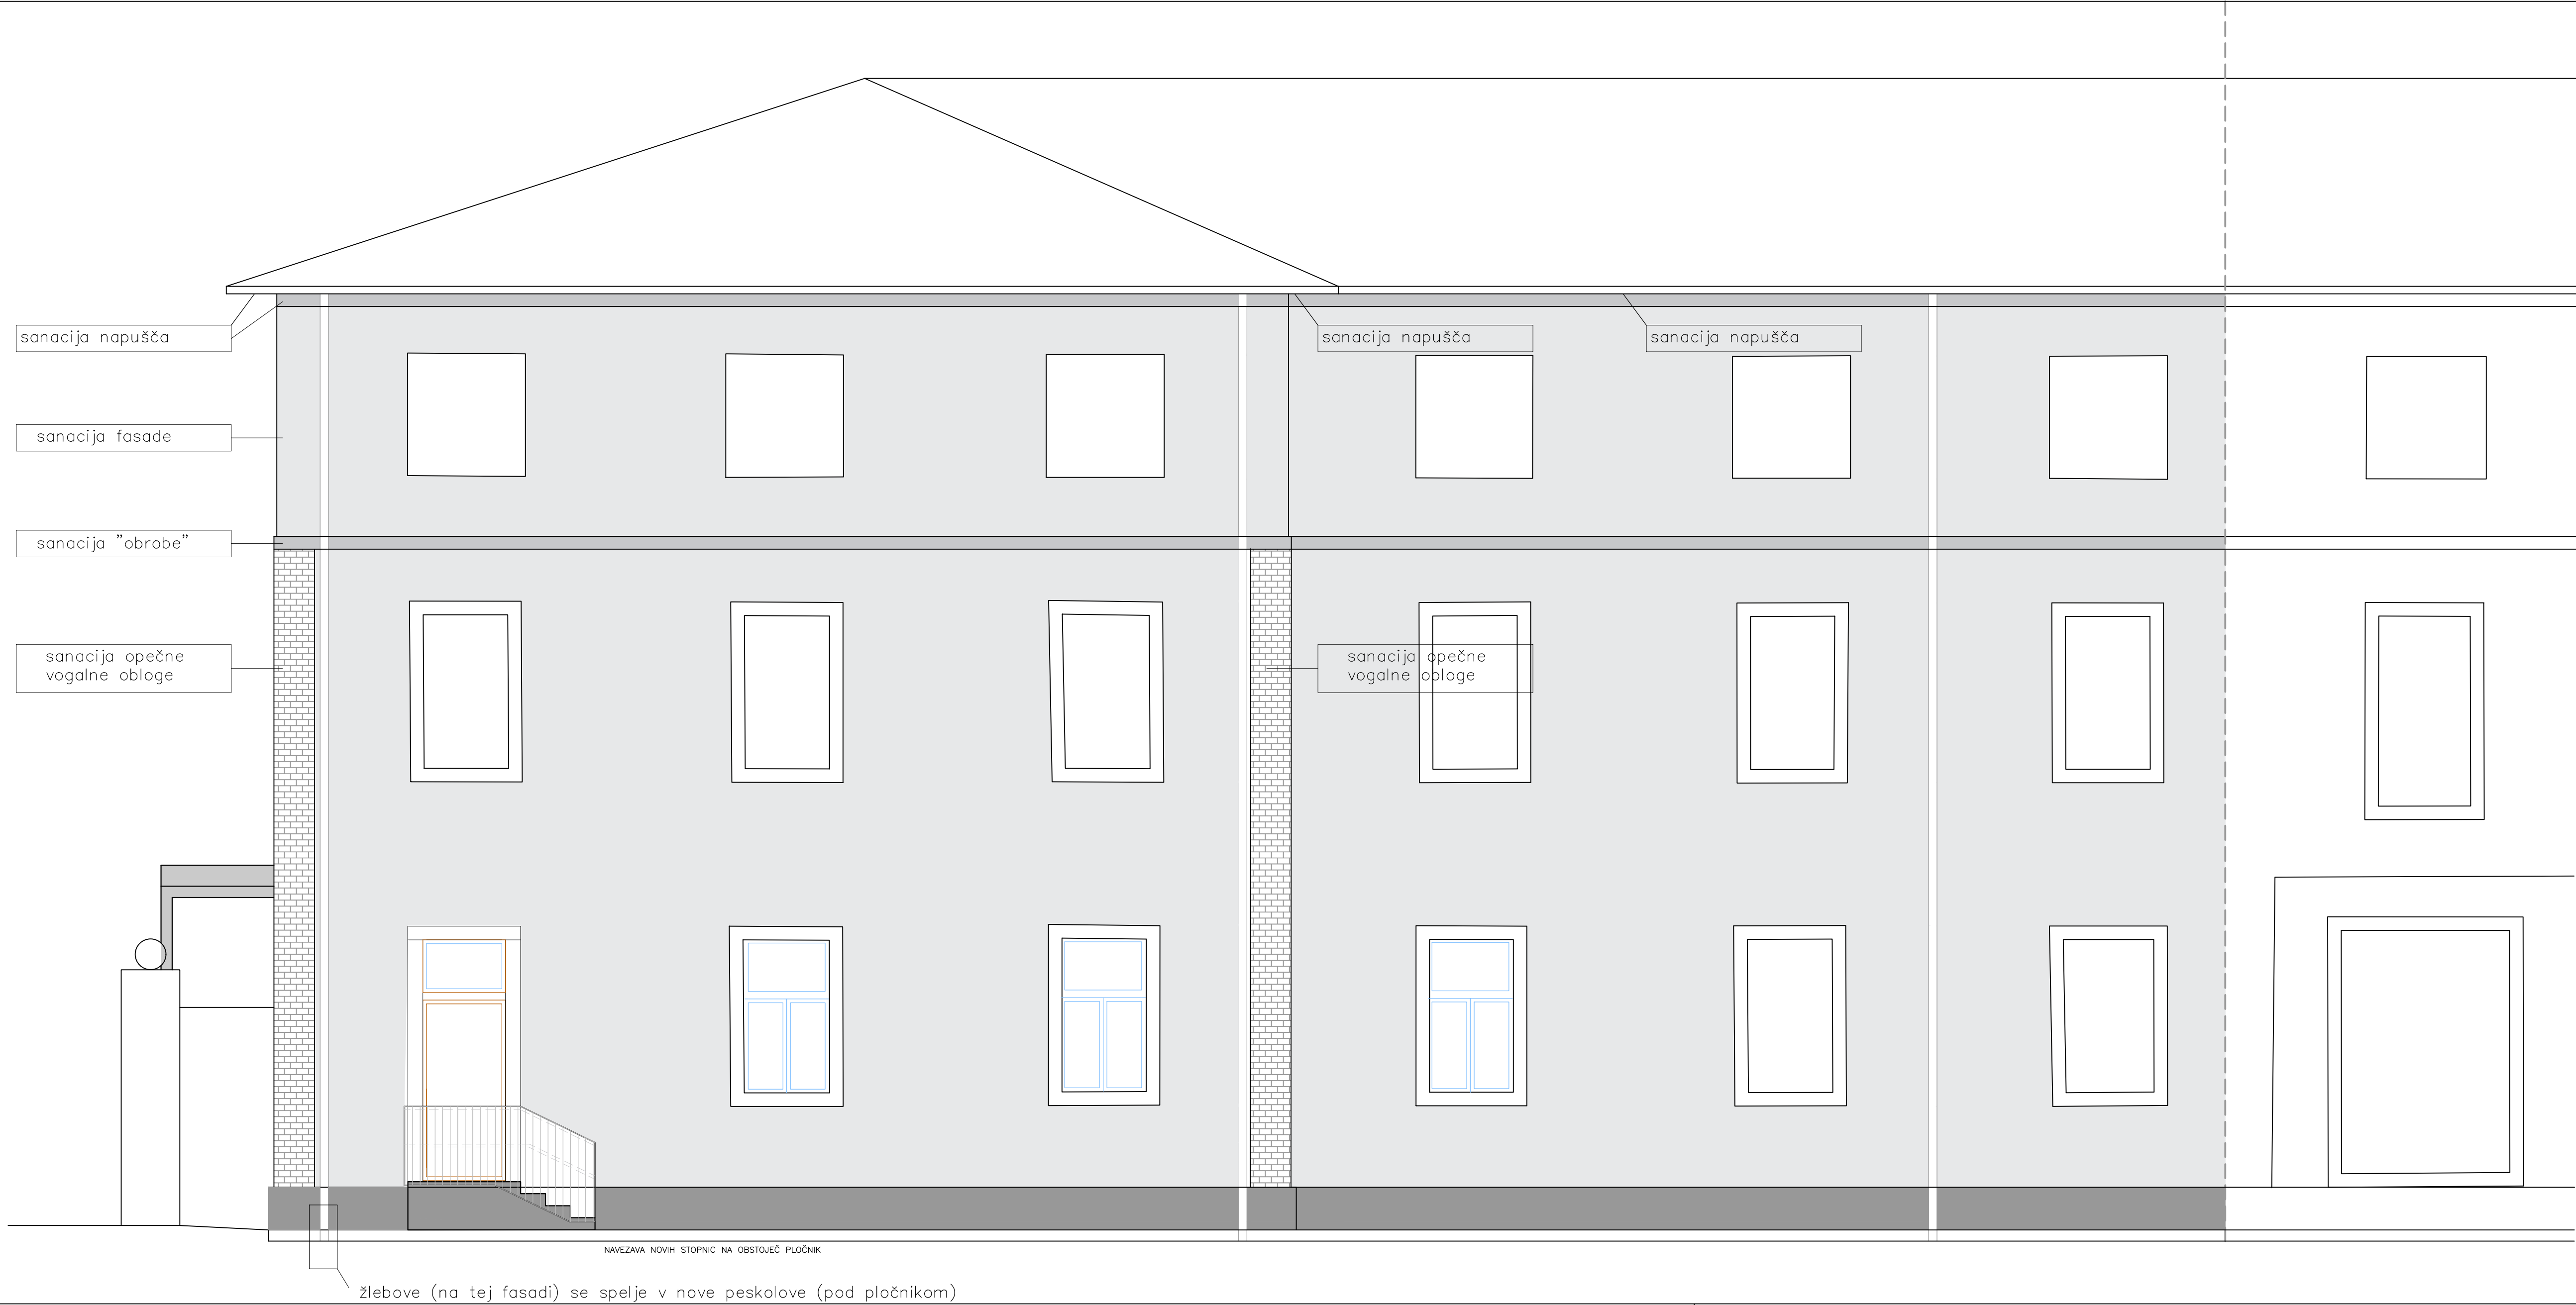 sanacija napušča
sanacija napušča
sanacija napušča
sanacija fasade
sanacija "obrobe"
sanacija opečne
vogalne obloge
sanacija opečne
vogalne obloge
NAVEZAVA NOVIH STOPNIC NA OBSTOJEČ PLOČNIK
žlebove (na tej fasadi) se spelje v nove peskolove (pod pločnikom)